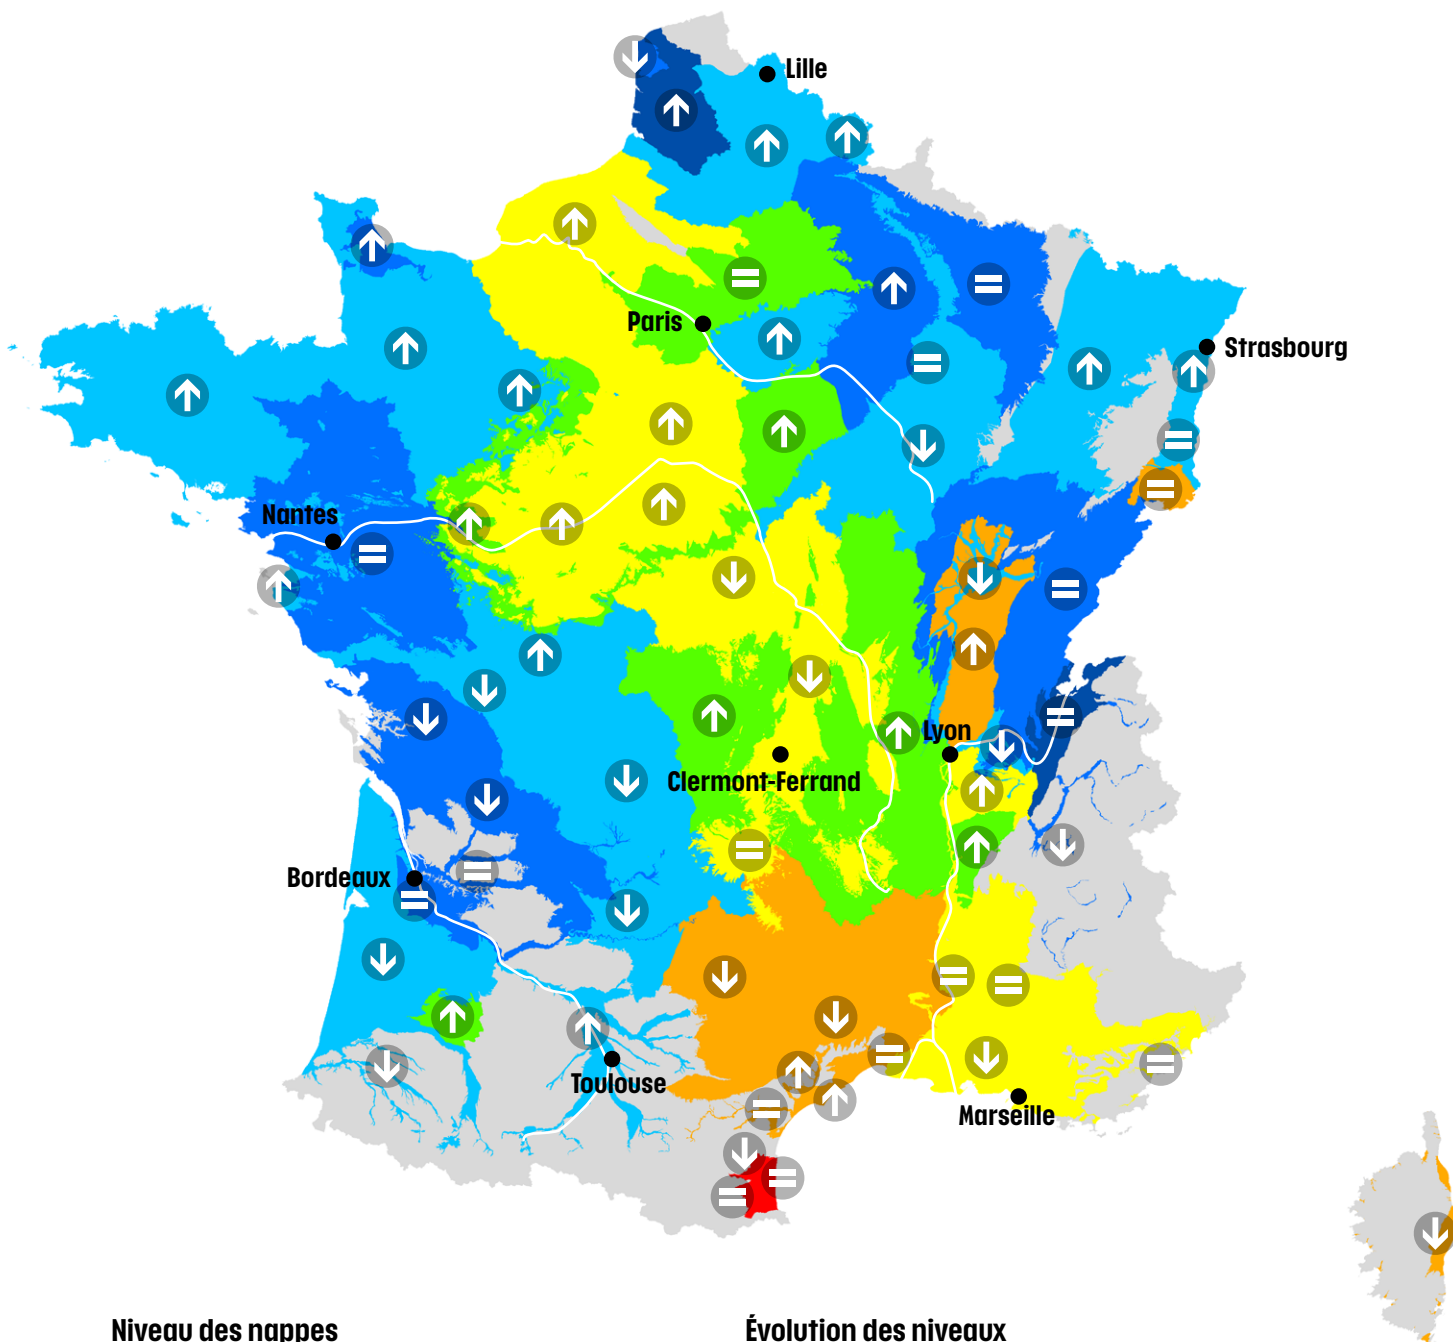 Lille
Paris
Strasbourg
Nantes
Lyon
Clermont-Ferrand
Bordeaux
Toulouse
Marseille
Niveau des nappes
Évolution des niveaux